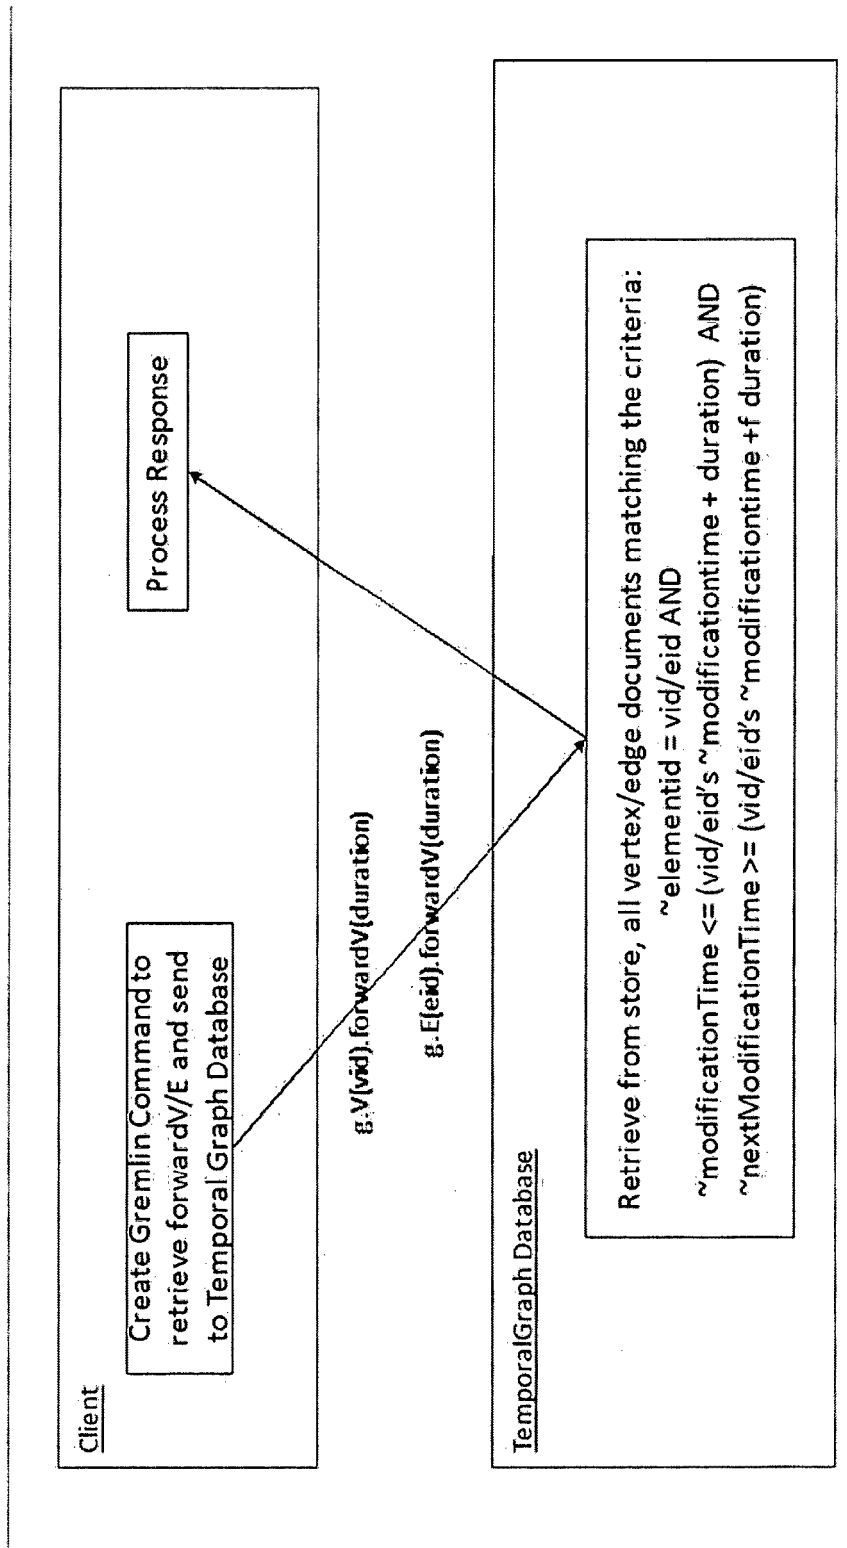 Client
Create Gremlin Command to
retrieve forwardV/E and send
to Temporal Graph Database
Process Response
g.V(vid).forwardV(duration)
g.E(eid).forwardV(duration)
TemporalGraph Database
Retrieve from store, all vertex/edge documents matching the criteria:
~elementid = vid/eid AND
~modificationTime <= (vid/eid's ~modificationtime + duration) AND
~nextModificationTime >= (vid/eid's ~modificationtime +f duration)